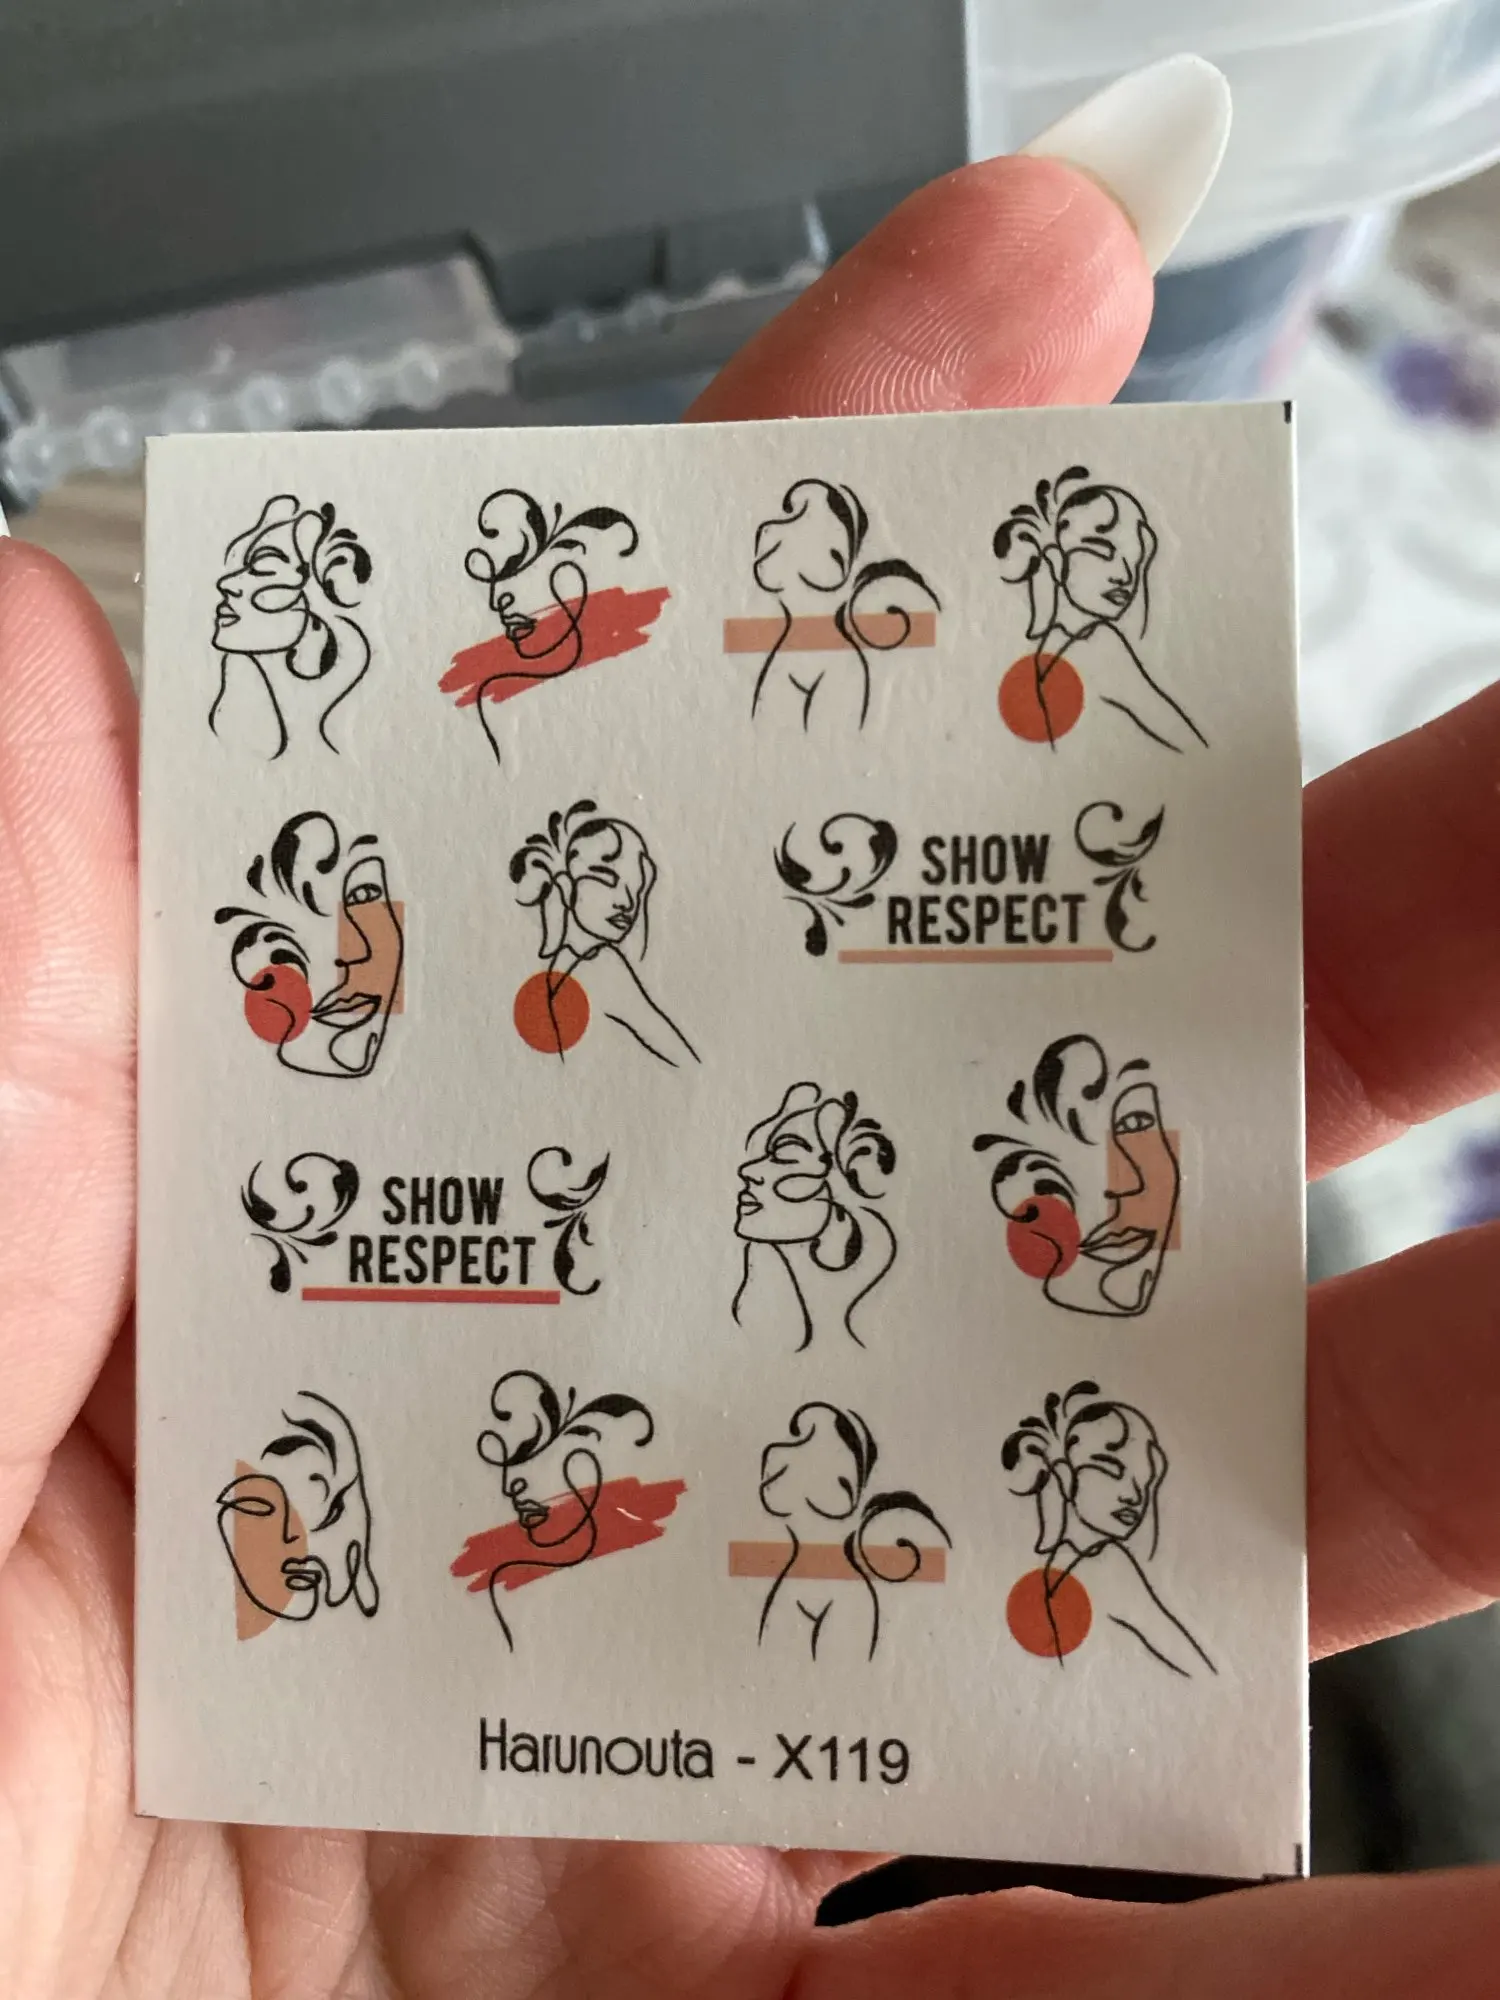 SHOW
RESPECT
SHOW
RESPECT
Harunouta - X119